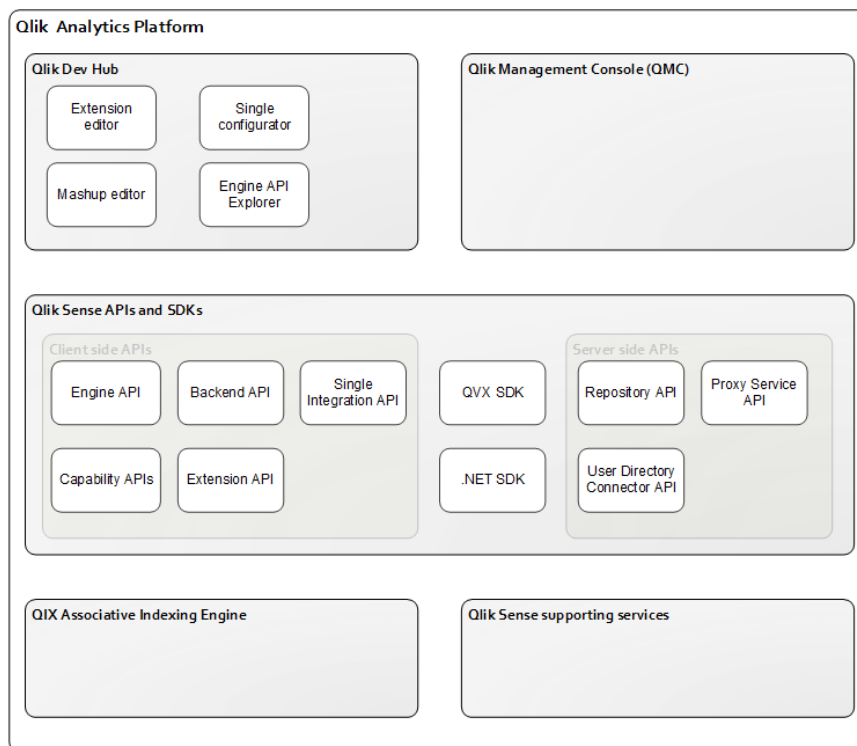 Qlik Analytics Platform
Qlik Dev Hub
Extension
editor
Single
configurator
Mashup editor
Engine API
Explorer
Qlik Management Console (QMC)
Qlik Sense APIs and SDKs
Client side APIs
Engine API
Backend API
Single
Integration API
Capability APIs
Extension API
QVX SDK
.NET SDK
Server side APIs
Repository API
Proxy Service
API
User Directory
Connector API
QIX Associative Indexing Engine
Qlik Sense supporting services